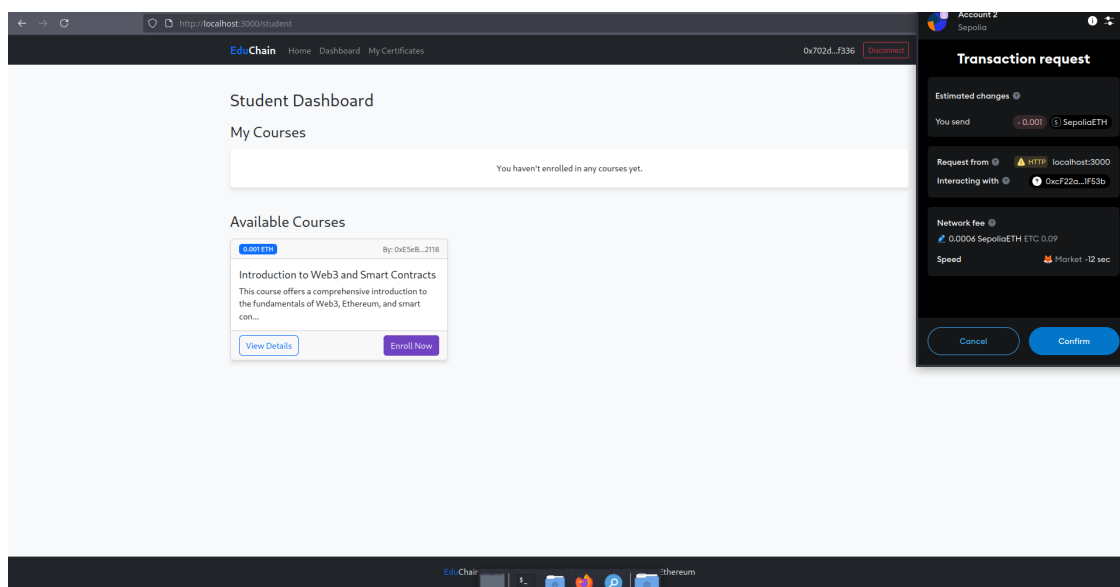 http://localhost:3000/student
EduChain Home Dashboard My Certificates 0x702d...f336 Disconnect
Student Dashboard
My Courses
You haven't enrolled in any courses yet.
Available Courses
0.001 ETH By: 0xE5eB...2118
Introduction to Web3 and Smart Contracts
This course offers a comprehensive introduction to
the fundamentals of Web3, Ethereum, and smart
con...
View Details Enroll Now
EduChain
thereum
Account 2
Sepolia
Transaction request
Estimated changes
You send - 0.001 SepoliaETH
Request from HTTP localhost:3000
Interacting with 0xcF22a...1F53b
Network fee
0.0006 SepoliaETH ETC 0.09
Speed Market ~12 sec
Cancel Confirm